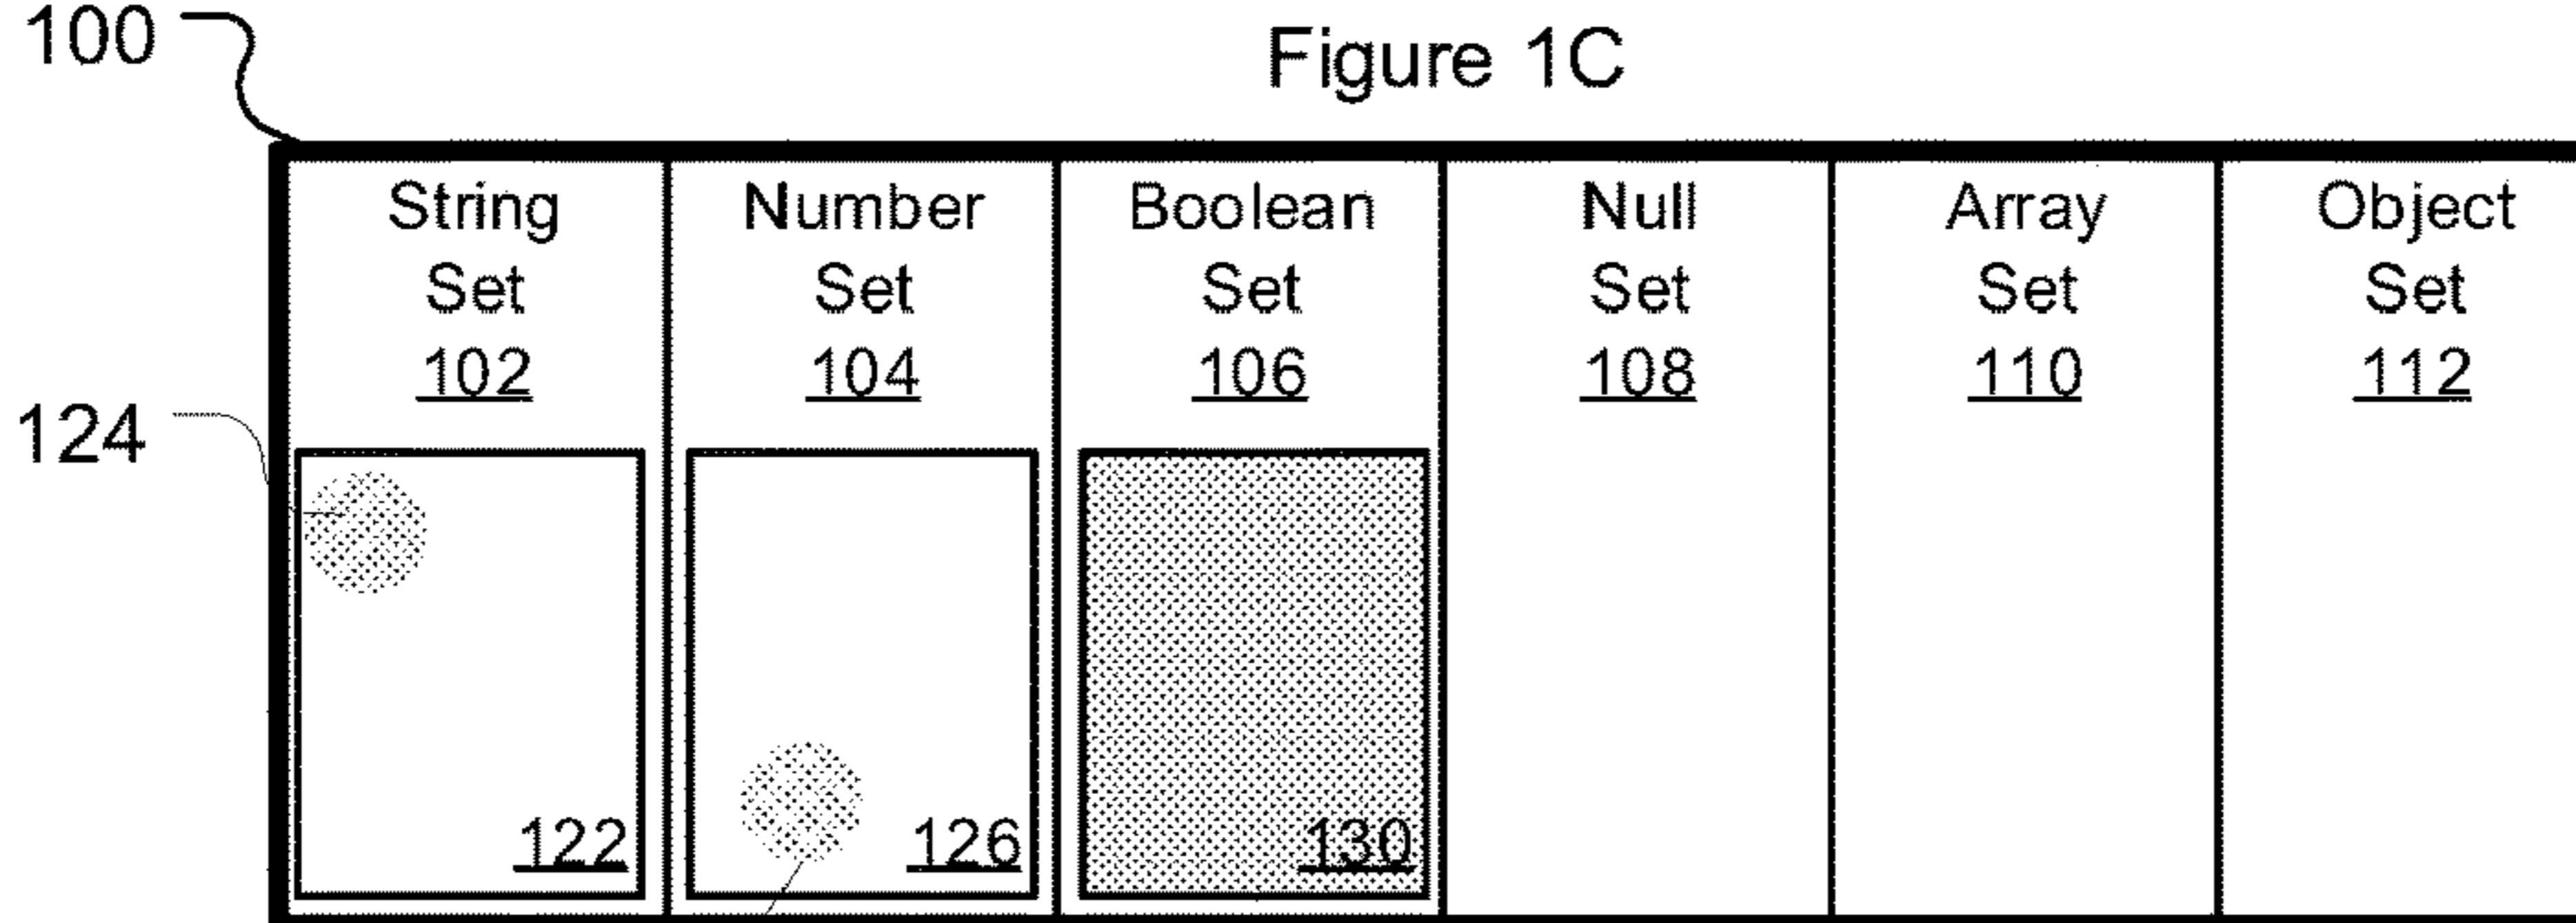 100
Figure 1C
String Set 102
Number Set 104
Boolean Set 106
Null Set 108
Array Set 110
Object Set 112
124
122
126
130